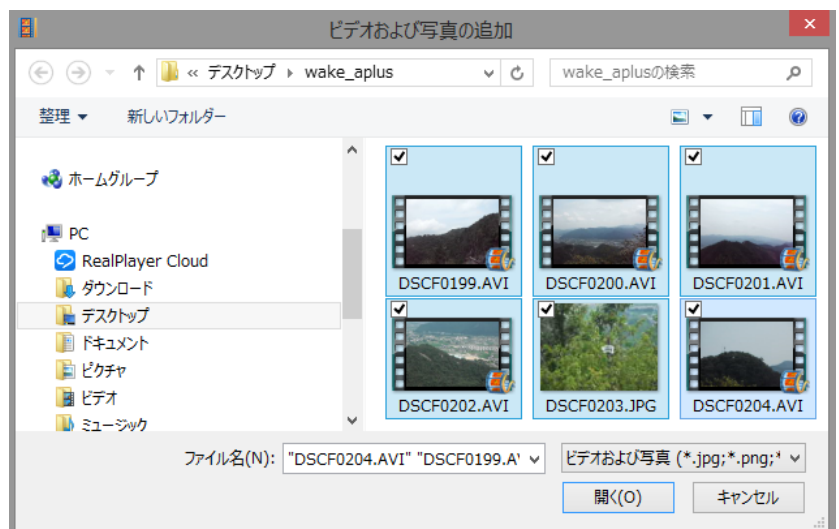 ビデオおよび写真の追加
« デスクトップ ▸ wake_aplus
wake_aplusの検索
整理 ▼ 新しいフォルダー
ホームグループ
PC
RealPlayer Cloud
ダウンロード
デスクトップ
ドキュメント
ピクチャ
ビデオ
ミュージック
DSCF0199.AVI DSCF0200.AVI DSCF0201.AVI
DSCF0202.AVI DSCF0203.JPG DSCF0204.AVI
ファイル名(N): "DSCF0204.AVI" "DSCF0199.A
ビデオおよび写真 (*.jpg;*.png;*
開く(O) キャンセル